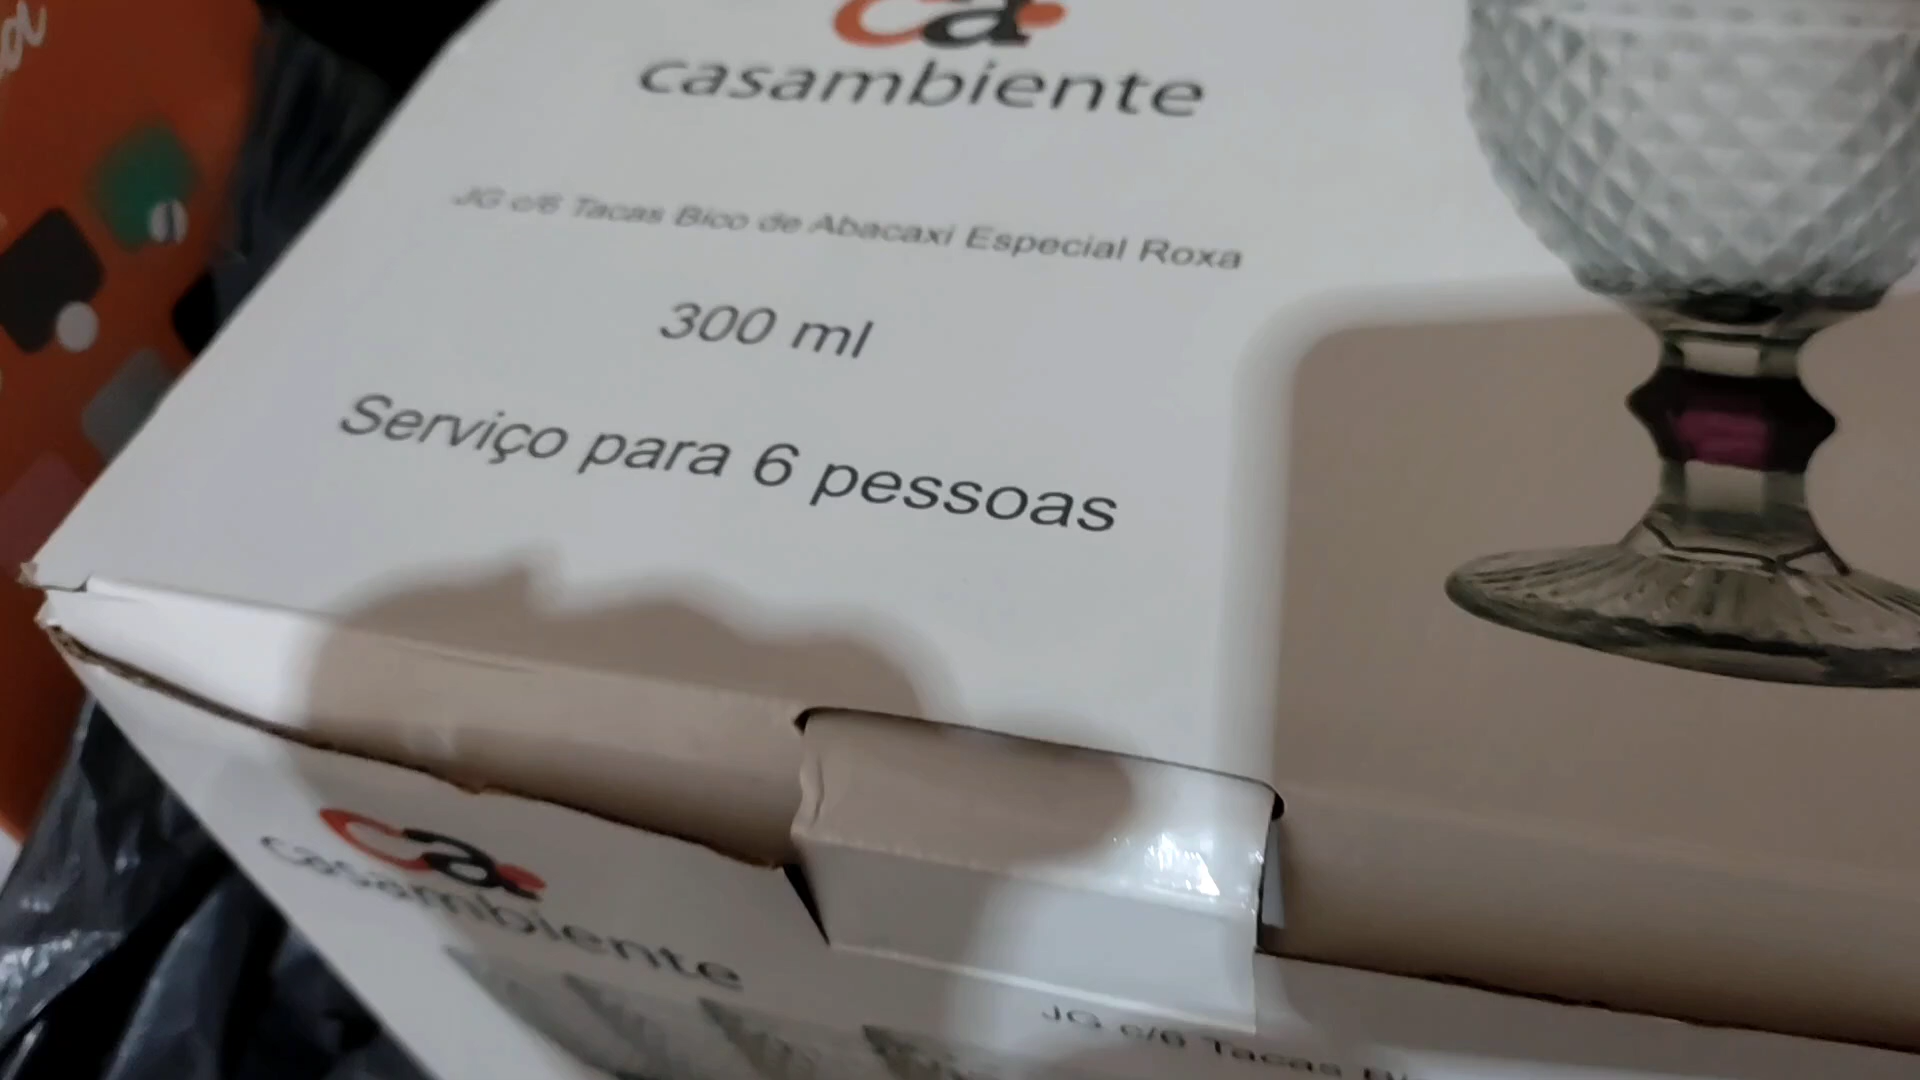 ca
casambiente
JG c/6 Tacas Bico de Abacaxi Especial Roxa
300 ml
Serviço para 6 pessoas
ca
casambiente
JG c/6 Tacas